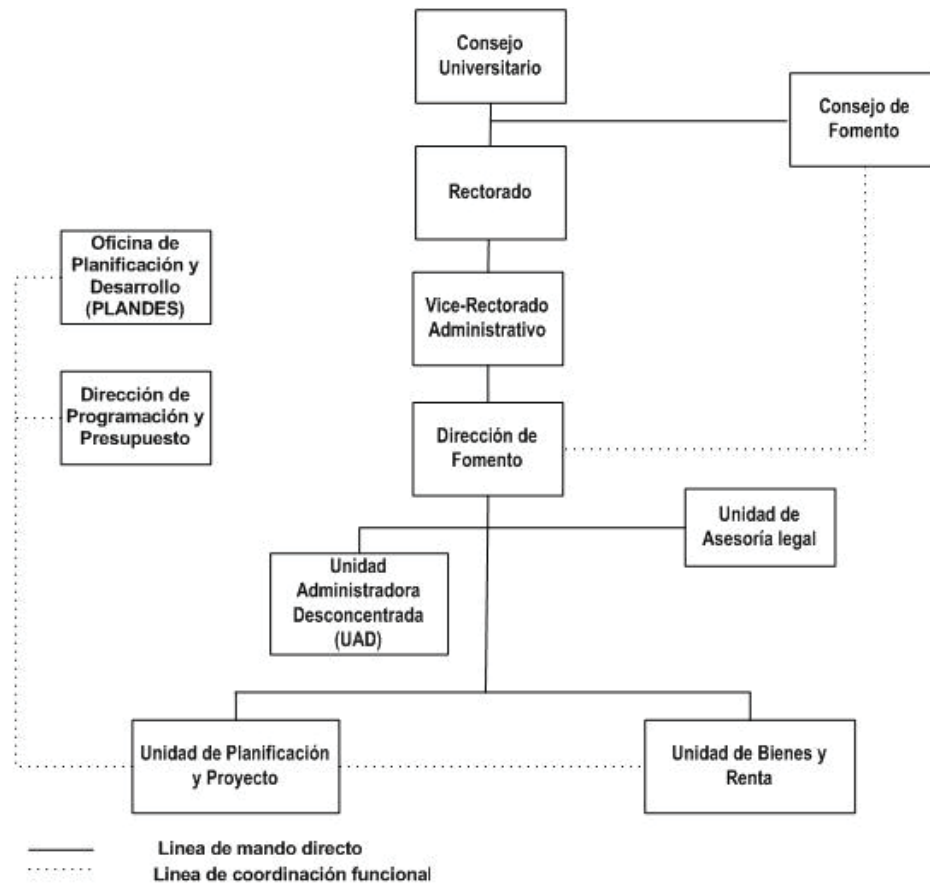 Consejo
Universitario
Consejo de
Fomento
Rectorado
Oficina de
Planificación y
Desarrollo
(PLANDES)
Vice-Rectorado
Administrativo
Dirección de
Programación y
Presupuesto
Dirección de
Fomento
Unidad de
Asesoría legal
Unidad
Administradora
Desconcentrada
(UAD)
Unidad de Planificación
y Proyecto
Unidad de Bienes y
Renta
Linea de mando directo
Linea de coordinación funcional